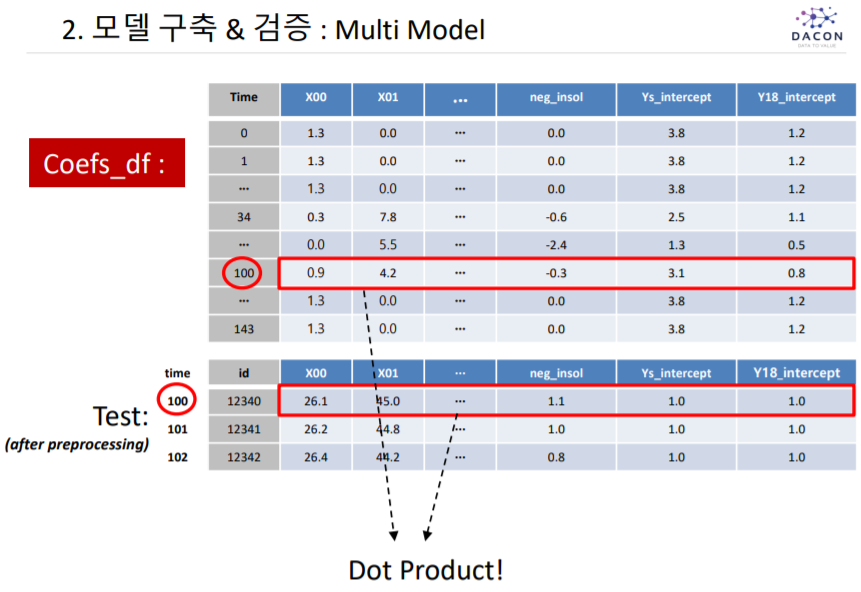 2. 모델 구축 & 검증 : Multi Model
DACON
DATA TO VALUE
Coefs_df :
Time X00 X01 ... neg_insol Ys_intercept Y18_intercept
0 1.3 0.0 ... 0.0 3.8 1.2
1 1.3 0.0 ... 0.0 3.8 1.2
... 1.3 0.0 ... 0.0 3.8 1.2
34 0.3 7.8 ... -0.6 2.5 1.1
... 0.0 5.5 ... -2.4 1.3 0.5
100 0.9 4.2 ... -0.3 3.1 0.8
... 1.3 0.0 ... 0.0 3.8 1.2
143 1.3 0.0 ... 0.0 3.8 1.2
Test:
(after preprocessing)
time id X00 X01 ... neg_insol Ys_intercept Y18_intercept
100 12340 26.1 45.0 ... 1.1 1.0 1.0
101 12341 26.2 44.8 ... 1.0 1.0 1.0
102 12342 26.4 44.2 ... 0.8 1.0 1.0
Dot Product!